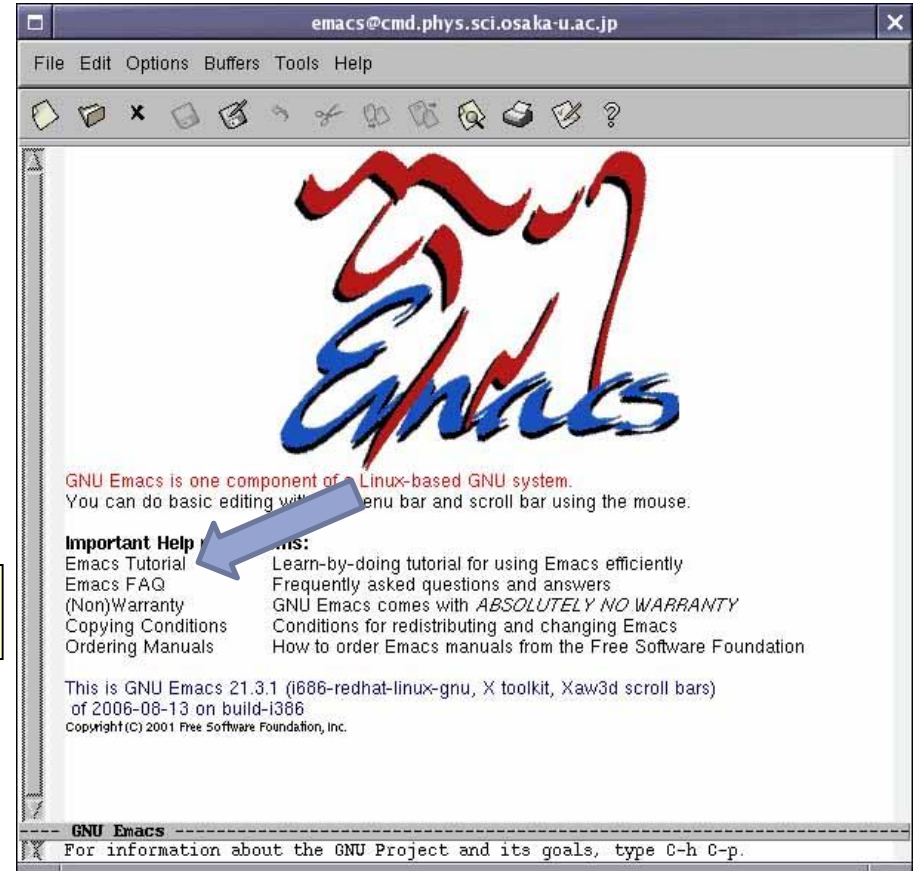 emacs@cmd.phys.sci.osaka-u.ac.jp
File Edit Options Buffers Tools Help
GNU
Emacs
GNU Emacs is one component of a Linux-based GNU system.
You can do basic editing with enu bar and scroll bar using the mouse.
Important Help ms:
Emacs Tutorial Learn-by-doing tutorial for using Emacs efficiently
Emacs FAQ Frequently asked questions and answers
(Non)Warranty GNU Emacs comes with ABSOLUTELY NO WARRANTY
Copying Conditions Conditions for redistributing and changing Emacs
Ordering Manuals How to order Emacs manuals from the Free Software Foundation
This is GNU Emacs 21.3.1 (i686-redhat-linux-gnu, X toolkit, Xaw3d scroll bars)
of 2006-08-13 on build-i386
Copyright (C) 2001 Free Software Foundation, Inc.
---- GNU Emacs ----
For information about the GNU Project and its goals, type C-h C-p.